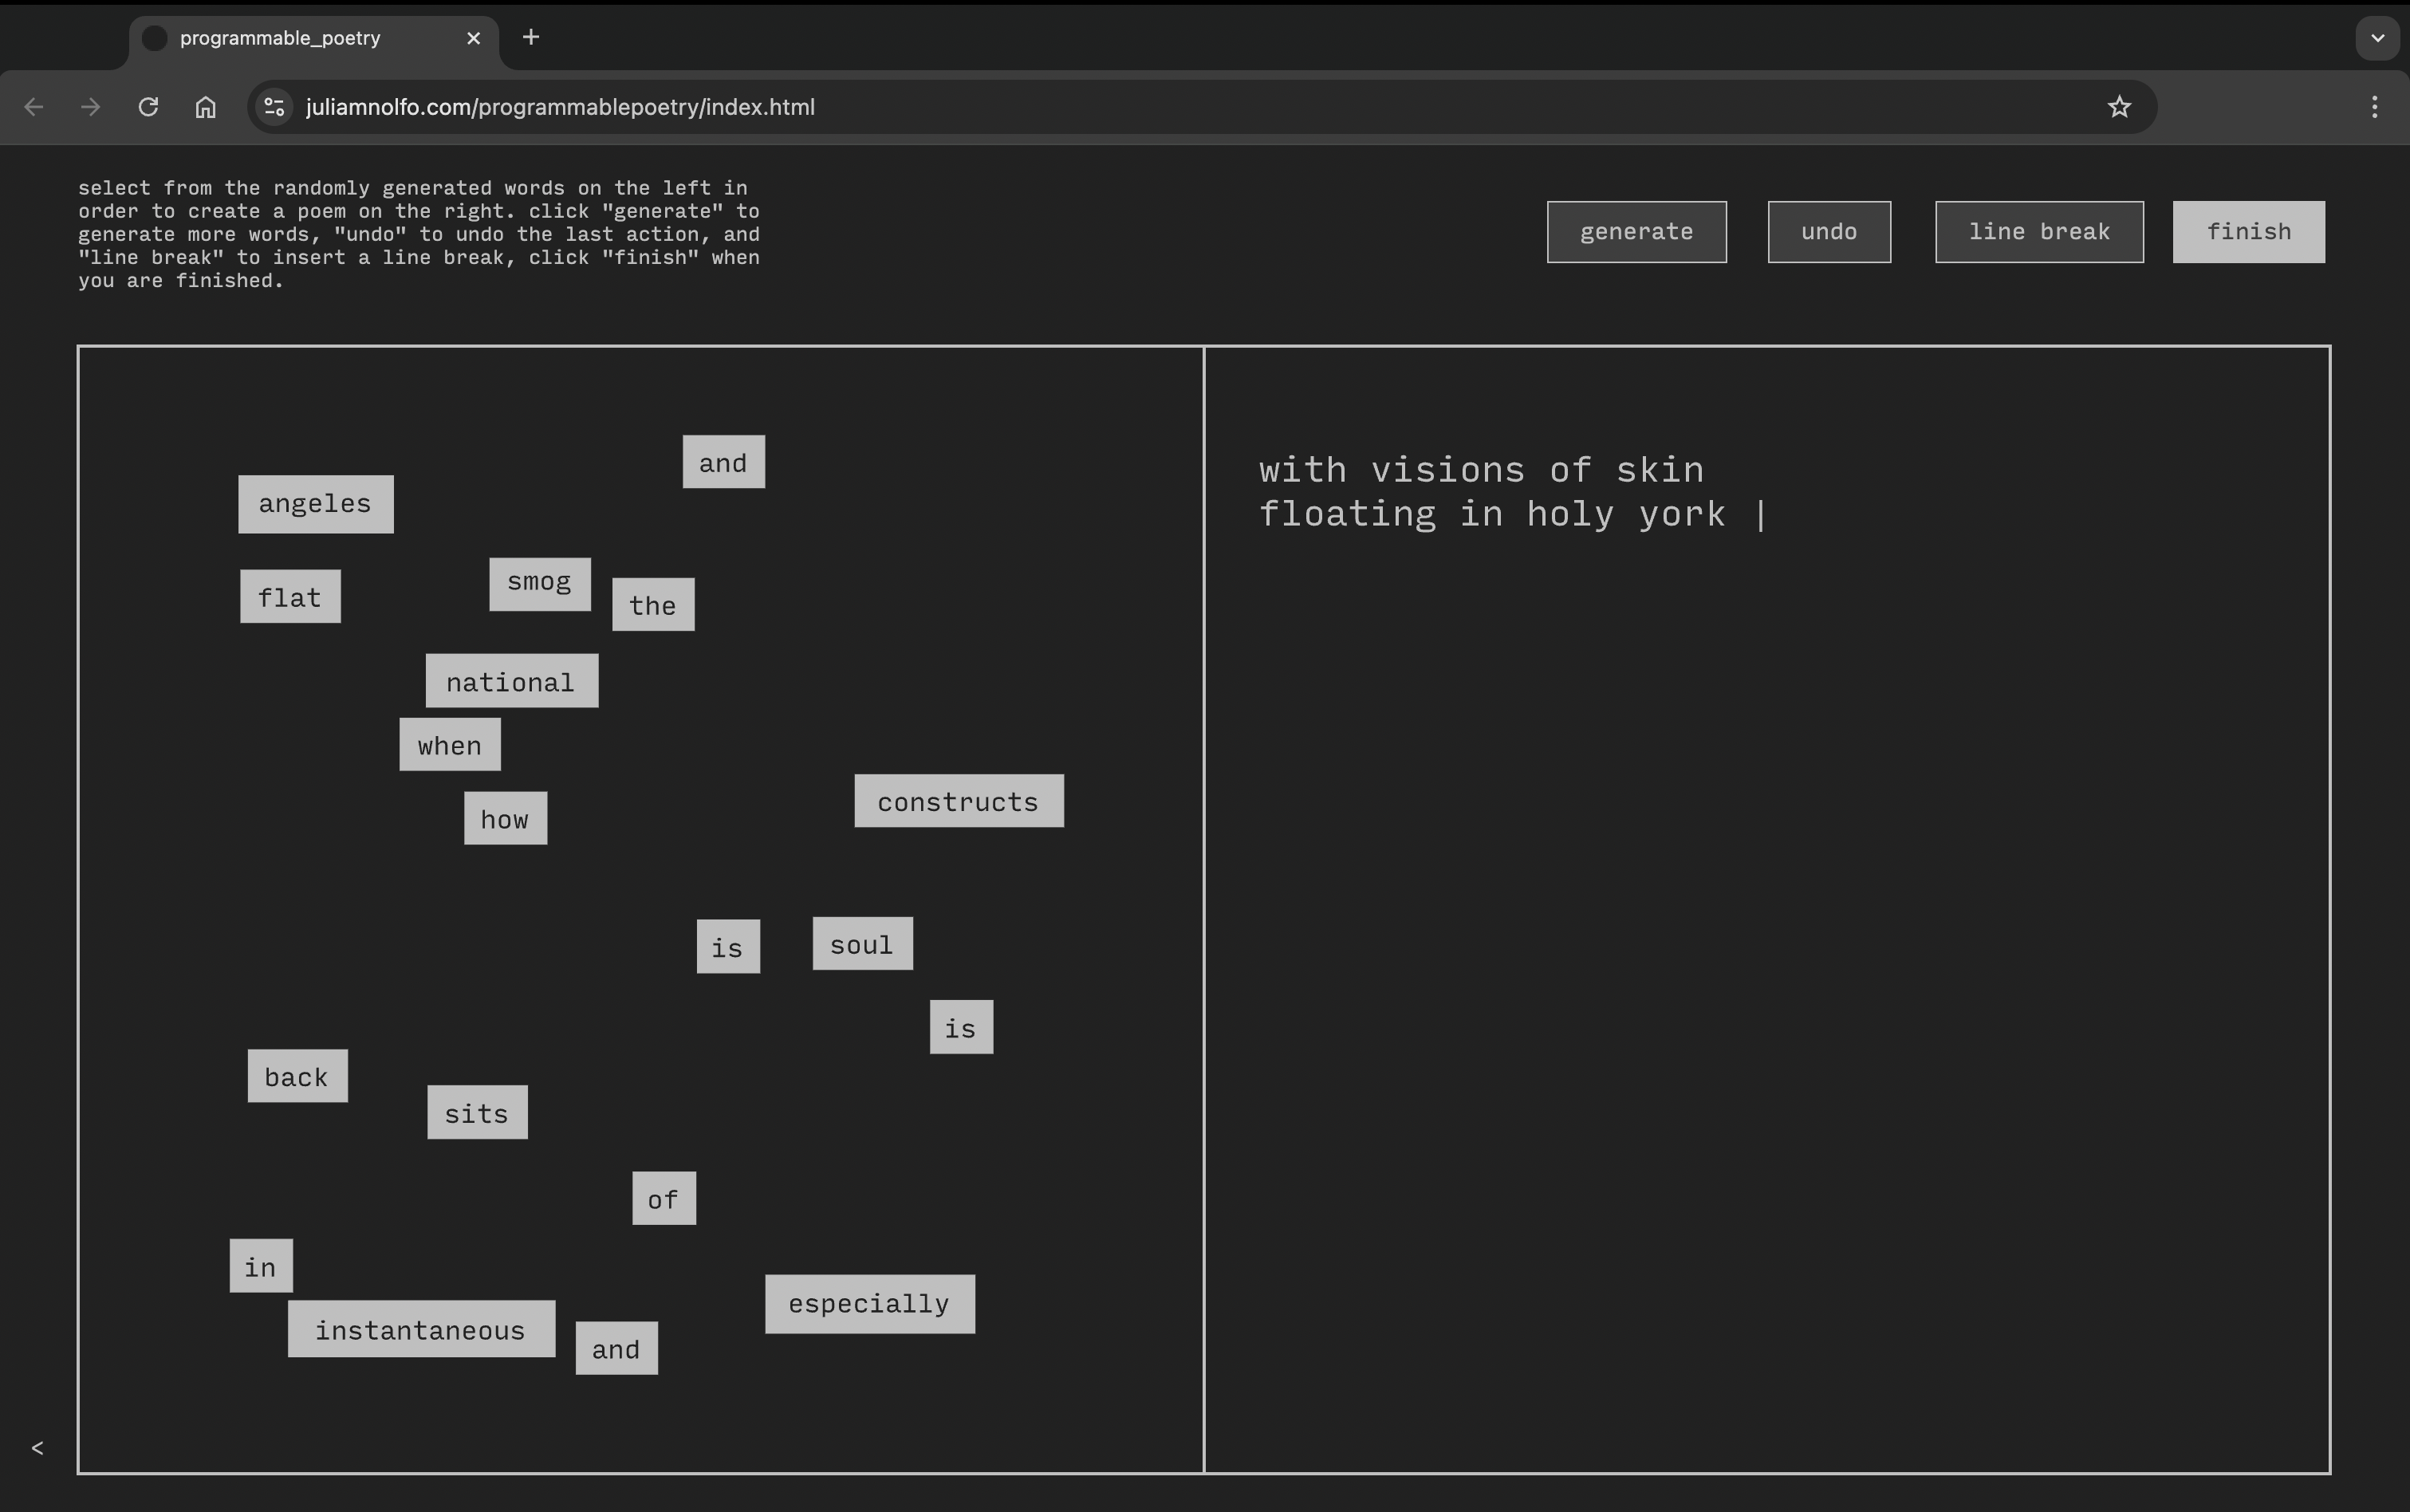 programmable_poetry
juliamnolfo.com/programmablepoetry/index.html
select from the randomly generated words on the left in
order to create a poem on the right. click "generate" to
generate more words, "undo" to undo the last action, and
"line break" to insert a line break, click "finish" when
you are finished.
generate
undo
line break
finish
and
angeles
smog
flat
the
national
when
constructs
how
is
soul
is
back
sits
of
in
especially
instantaneous
and
with visions of skin
floating in holy york |
<